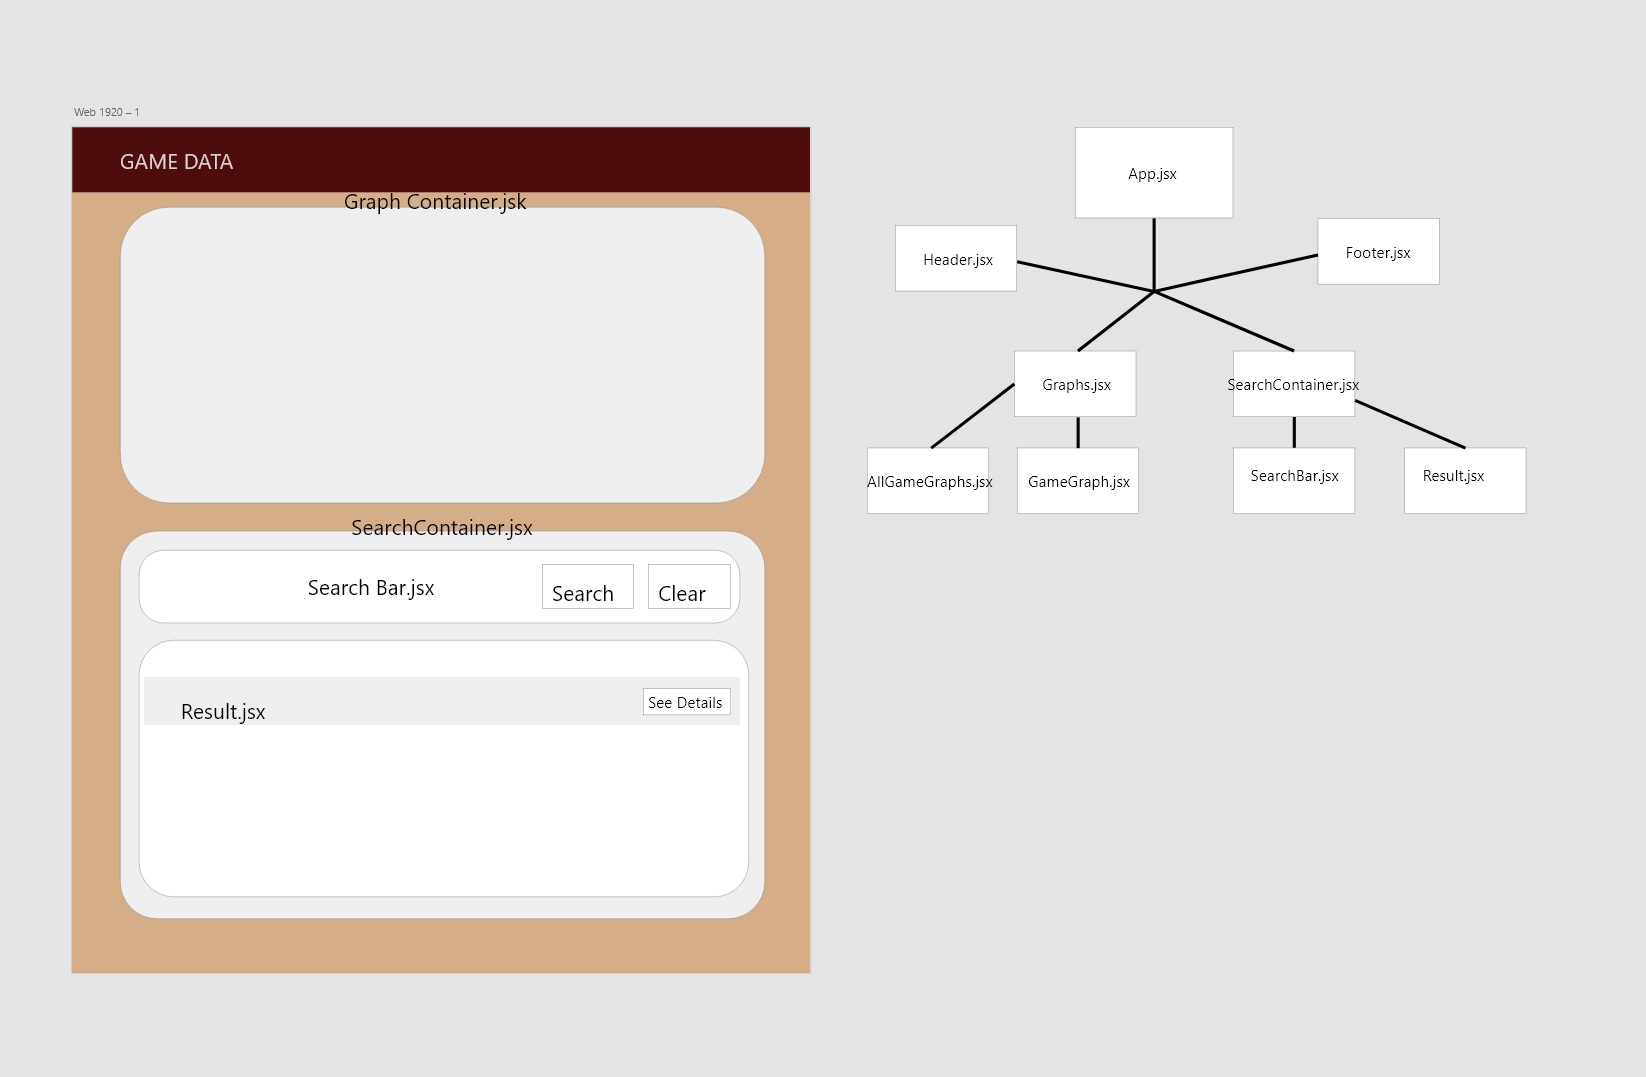 Web 1920 – 1
GAME DATA
Graph Container.jsk
SearchContainer.jsx
Search Bar.jsx
Search
Clear
Result.jsx
See Details
App.jsx
Header.jsx
Footer.jsx
Graphs.jsx
SearchContainer.jsx
AllGameGraphs.jsx
GameGraph.jsx
SearchBar.jsx
Result.jsx